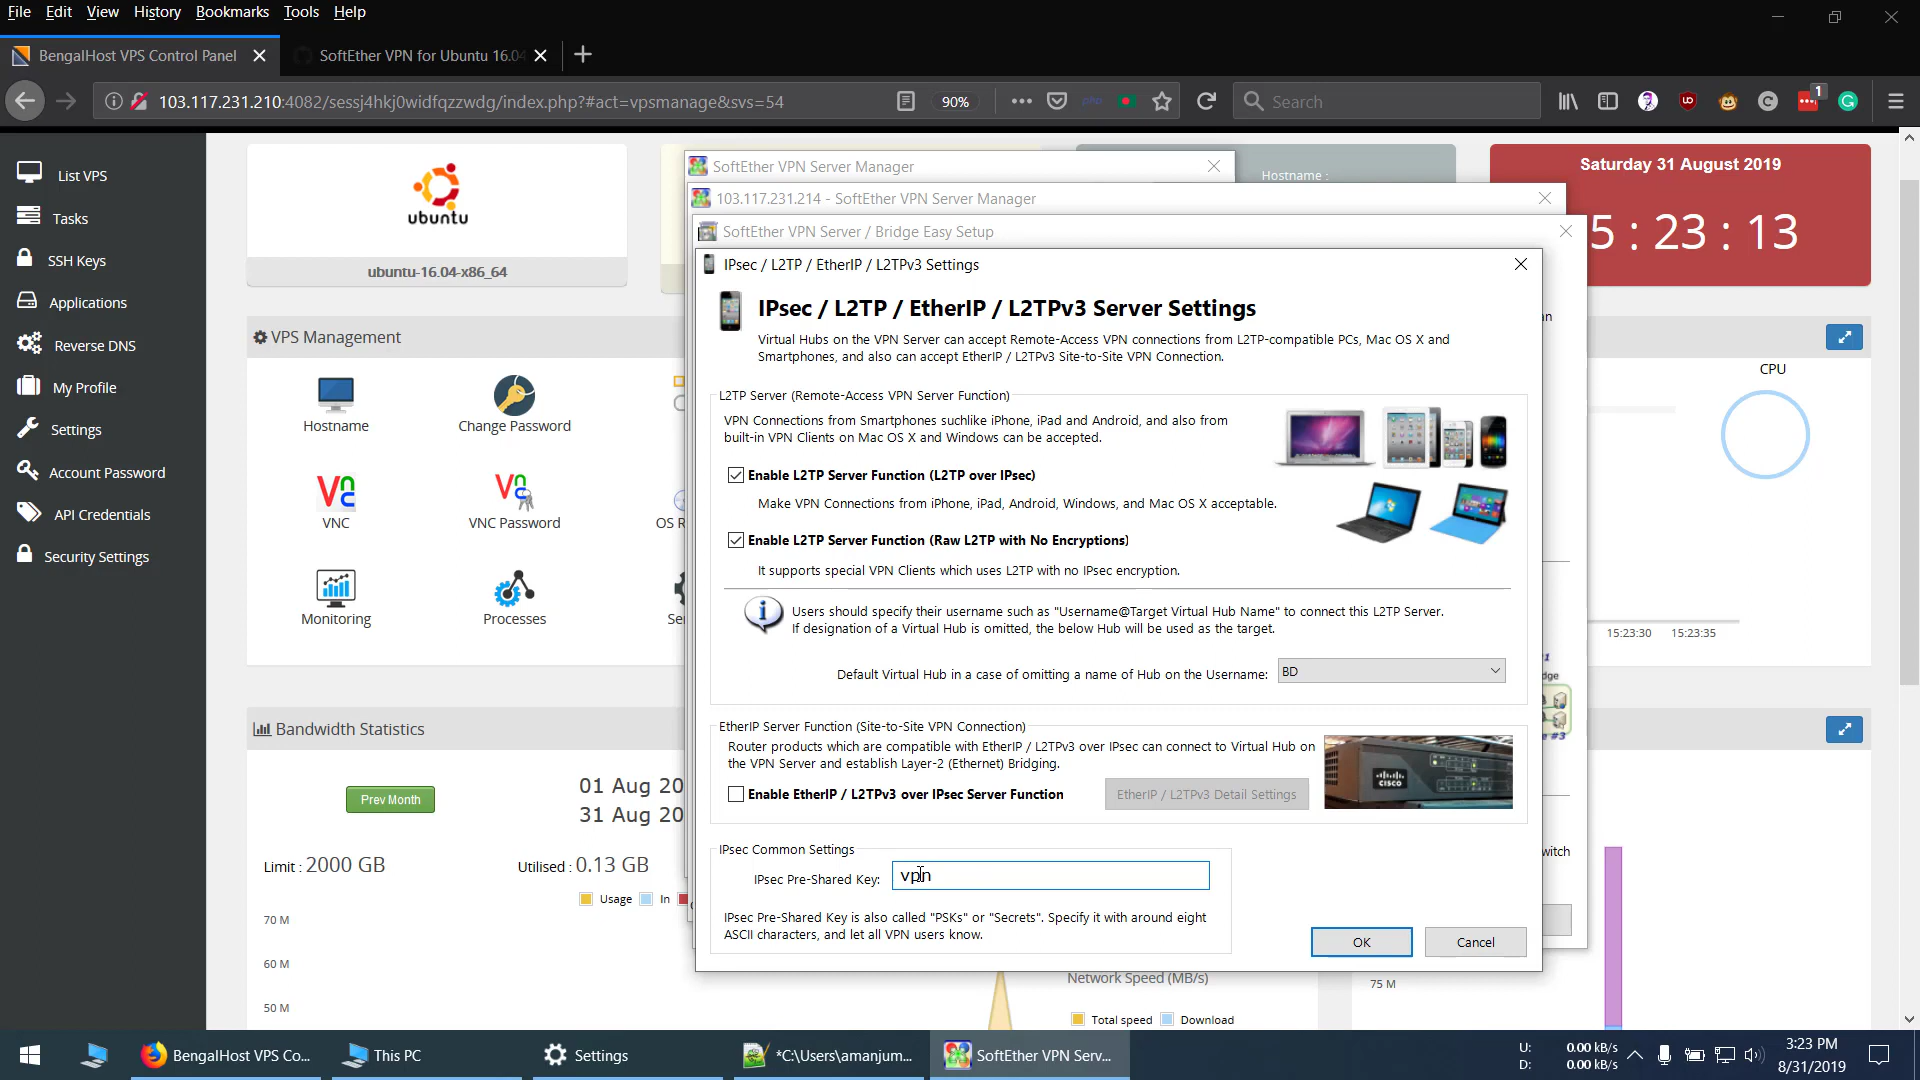 File Edit View History Bookmarks Tools Help
BengalHost VPS Control Panel
SoftEther VPN for Ubuntu 16.04
103.117.231.210:4082/sessj4hkj0widfqzzwdg/index.php?#act=vpsmanage&svs=54
90%
php
Search
1
List VPS
Tasks
SSH Keys
Applications
Reverse DNS
My Profile
Settings
Account Password
API Credentials
Security Settings
ubuntu
ubuntu-16.04-x86_64
VPS Management
Hostname
Change Password
VNC
VNC
VNC
VNC Password
OS R
Monitoring
Processes
Se
Bandwidth Statistics
Prev Month
01 Aug 20
31 Aug 20
Limit : 2000 GB
Utilised : 0.13 GB
Usage
In
70 M
60 M
50 M
Hostname :
Saturday 31 August 2019
5 : 23 : 13
an
CPU
15:23:30
15:23:35
SoftEther VPN Server Manager
103.117.231.214 - SoftEther VPN Server Manager
SoftEther VPN Server / Bridge Easy Setup
IPsec / L2TP / EtherIP / L2TPv3 Settings
IPsec / L2TP / EtherIP / L2TPv3 Server Settings
Virtual Hubs on the VPN Server can accept Remote-Access VPN connections from L2TP-compatible PCs, Mac OS X and
Smartphones, and also can accept EtherIP / L2TPv3 Site-to-Site VPN Connection.
L2TP Server (Remote-Access VPN Server Function)
VPN Connections from Smartphones suchlike iPhone, iPad and Android, and also from
built-in VPN Clients on Mac OS X and Windows can be accepted.
Enable L2TP Server Function (L2TP over IPsec)
Make VPN Connections from iPhone, iPad, Android, Windows, and Mac OS X acceptable.
Enable L2TP Server Function (Raw L2TP with No Encryptions)
It supports special VPN Clients which uses L2TP with no IPsec encryption.
Users should specify their username such as "Username@Target Virtual Hub Name" to connect this L2TP Server.
If designation of a Virtual Hub is omitted, the below Hub will be used as the target.
Default Virtual Hub in a case of omitting a name of Hub on the Username:
BD
EtherIP Server Function (Site-to-Site VPN Connection)
Router products which are compatible with EtherIP / L2TPv3 over IPsec can connect to Virtual Hub on
the VPN Server and establish Layer-2 (Ethernet) Bridging.
Enable EtherIP / L2TPv3 over IPsec Server Function
EtherIP / L2TPv3 Detail Settings
CISCO
IPsec Common Settings
IPsec Pre-Shared Key:
vpn
IPsec Pre-Shared Key is also called "PSKs" or "Secrets". Specify it with around eight
ASCII characters, and let all VPN users know.
OK
Cancel
dge
e #3
witch
Network Speed (MB/s)
Total speed
Download
75 M
BengalHost VPS Co...
This PC
Settings
*C:\Users\amanjum...
SoftEther VPN Serv...
U: 0.00 kB/s
D: 0.00 kB/s
3:23 PM
8/31/2019